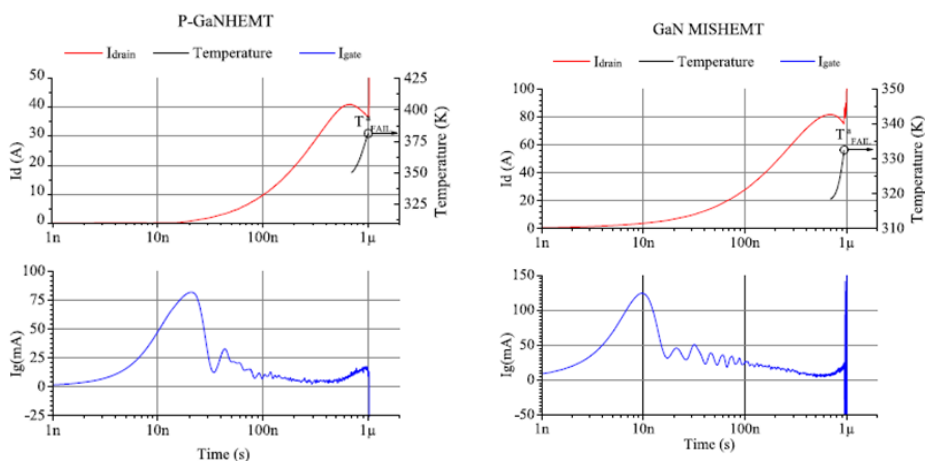 P-GaNHEMT
Idrain Temperature Igate
50
40
30
20
10
0
Id (A)
425
400
375
350
325
Temperature (K)
T*
FAIL
1n 10n 100n 1µ
100
75
50
25
0
-25
Ig(mA)
1n 10n 100n 1µ
Time (s)
GaN MISHEMT
Idrain Temperature Igate
100
80
60
40
20
0
Id (A)
350
340
330
320
310
Temperature (K)
T*
FAIL
1n 10n 100n 1µ
150
100
50
0
-50
Ig(mA)
1n 10n 100n 1µ
Time (s)